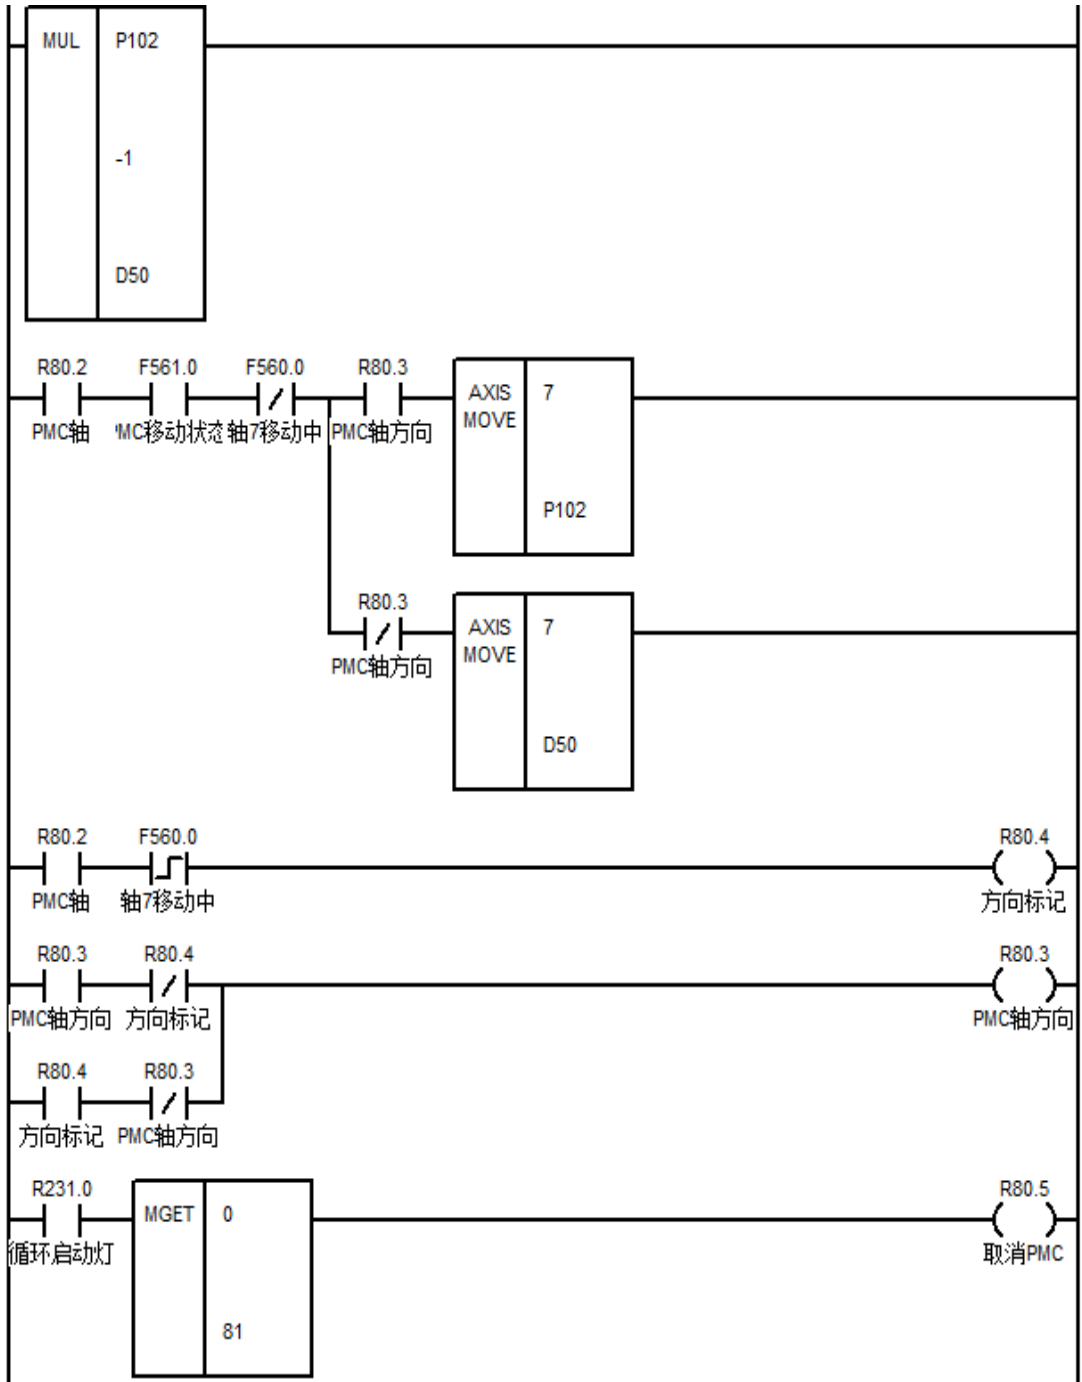 MUL P102
-1
D50
R80.2 F561.0 F560.0 R80.3
AXIS MOVE 7
PMC轴 MC移动状态 轴7移动中 PMC轴方向
P102
R80.3
AXIS MOVE 7
PMC轴方向
D50
R80.2 F560.0 R80.4
PMC轴 轴7移动中 方向标记
R80.3 R80.4 R80.3
PMC轴方向 方向标记 PMC轴方向
R80.4 R80.3
方向标记 PMC轴方向
R231.0 R80.5
MGET 0
循环启动灯 取消PMC
81